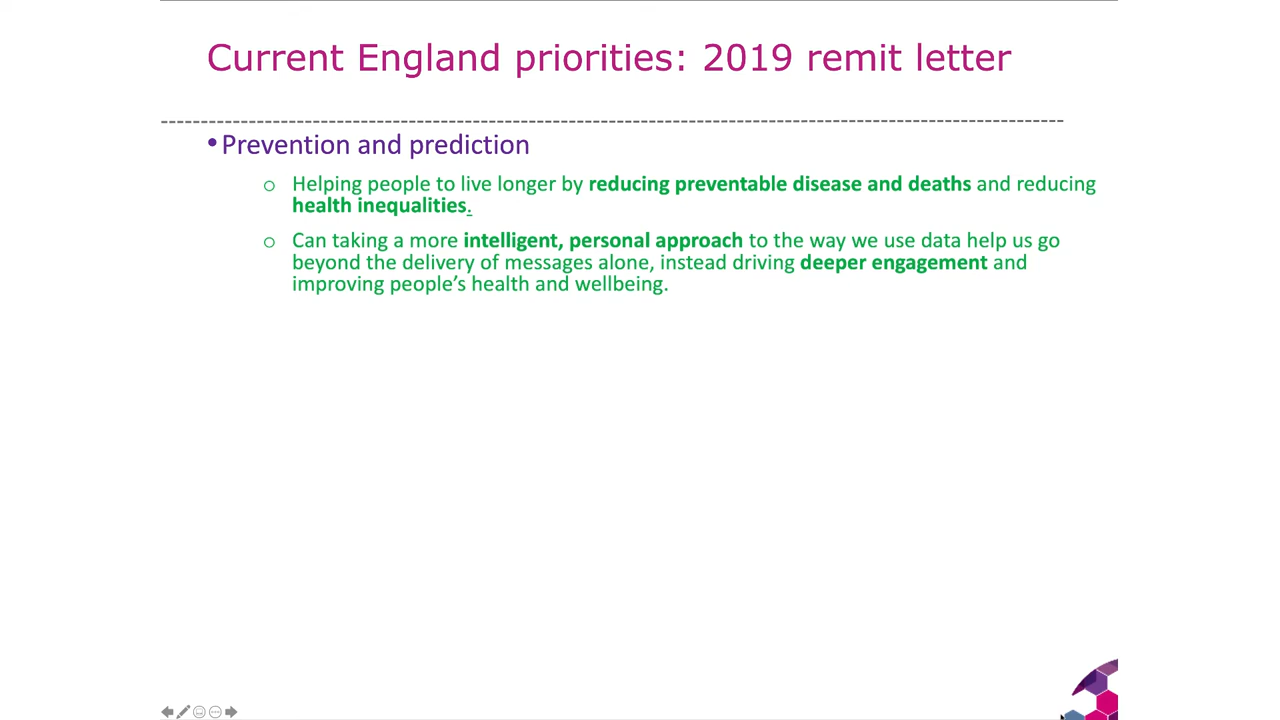 Current England priorities: 2019 remit letter
•Prevention and prediction
o Helping people to live longer by reducing preventable disease and deaths and reducing
health inequalities.
o Can taking a more intelligent, personal approach to the way we use data help us go
beyond the delivery of messages alone, instead driving deeper engagement and
improving people’s health and wellbeing.